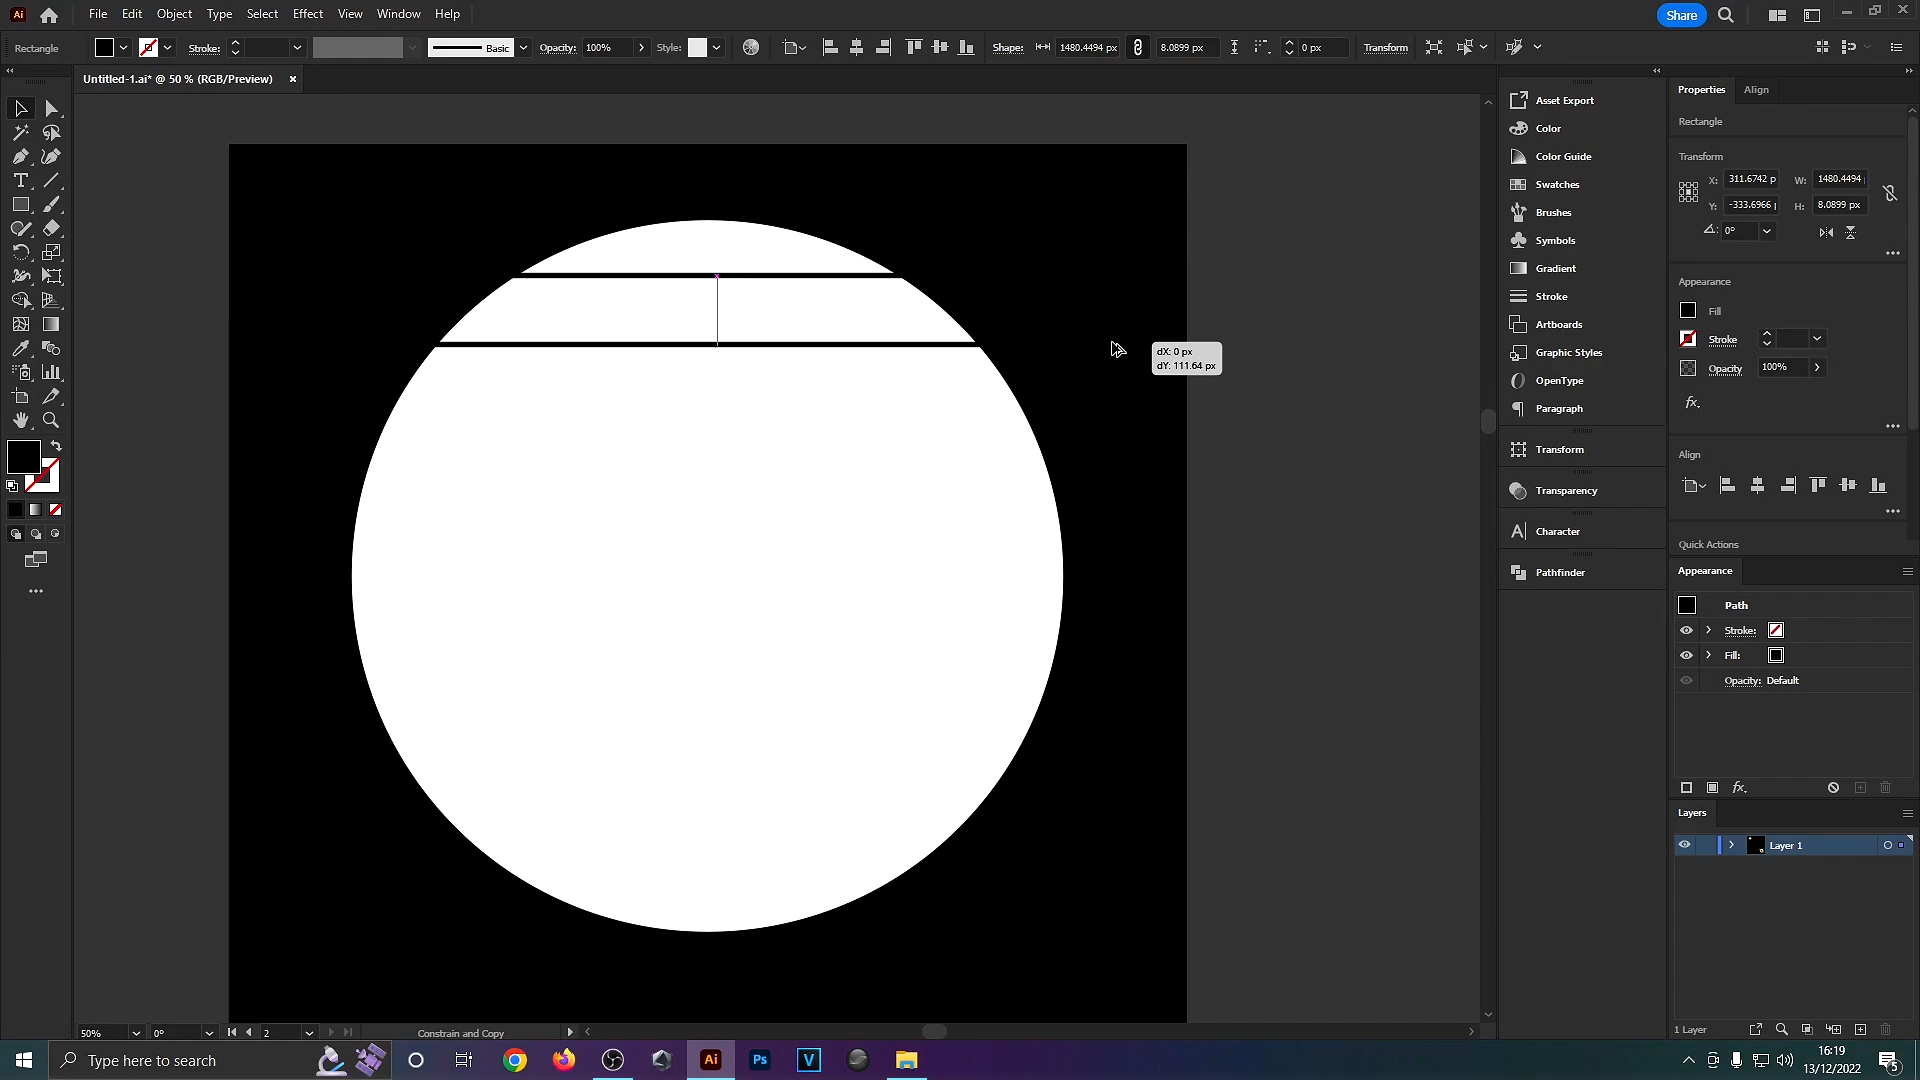 Ai File Edit Object Type Select Effect View Window Help Share
Rectangle Stroke: Basic Opacity: 100% Style: Shape: 1480.4494 px 8.0899 px 0 px Transform
Untitled-1.ai* @ 50 % (RGB/Preview) ×
Properties Align
Rectangle
Transform
X: 311.6742 p W: 1480.4494
Y: -333.6966 H: 8.0899 px
0°
Appearance
Fill
Stroke
Opacity 100%
fx
Align
Quick Actions
Appearance
Path
Stroke:
Fill:
Opacity: Default
fx
Layers
Layer 1
1 Layer
Asset Export
Color
Color Guide
Swatches
Brushes
Symbols
Gradient
Stroke
Artboards
Graphic Styles
OpenType
Paragraph
Transform
Transparency
Character
Pathfinder
dX: 0 px
dY: 111.64 px
50% 0° 2 Constrain and Copy
Type here to search
Ai Ps V
16:19
13/12/2022
5